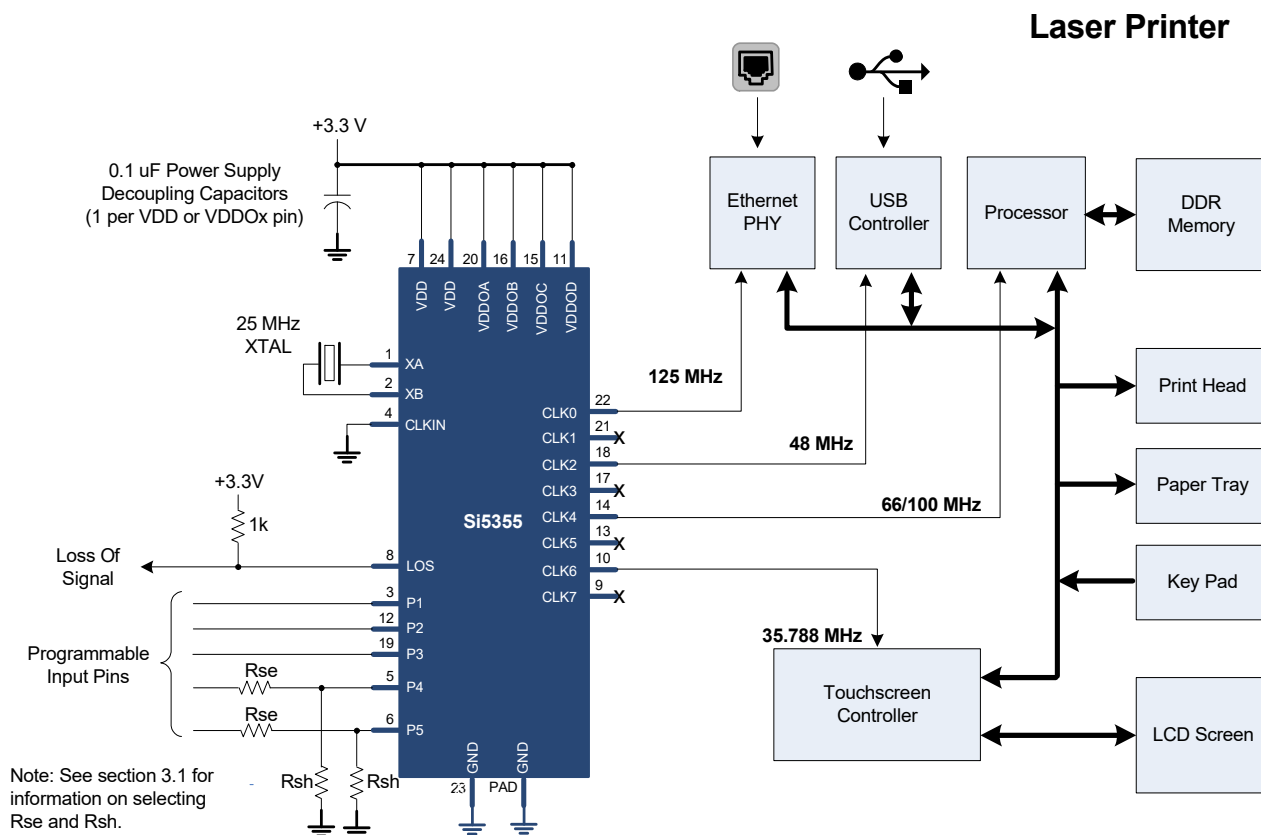 Laser Printer
+3.3 V
0.1 uF Power Supply
Decoupling Capacitors
(1 per VDD or VDDOx pin)
Ethernet
PHY
USB
Controller
Processor
DDR
Memory
7
24
20
16
15
11
VDD
VDD
VDDOA
VDDOB
VDDOC
VDDOD
25 MHz
XTAL
1
XA
2
XB
4
CLKIN
125 MHz
CLK0
22
CLK1
21
X
48 MHz
CLK2
18
CLK3
17
X
66/100 MHz
CLK4
14
CLK5
13
X
CLK6
10
CLK7
9
X
Si5355
Print Head
Paper Tray
Key Pad
+3.3V
1k
Loss Of
Signal
8
LOS
3
P1
12
P2
19
P3
Programmable
Input Pins
Rse
5
P4
Rse
6
P5
35.788 MHz
Touchscreen
Controller
LCD Screen
GND
GND
23
PAD
Rsh
Rsh
Note: See section 3.1 for
information on selecting
Rse and Rsh.